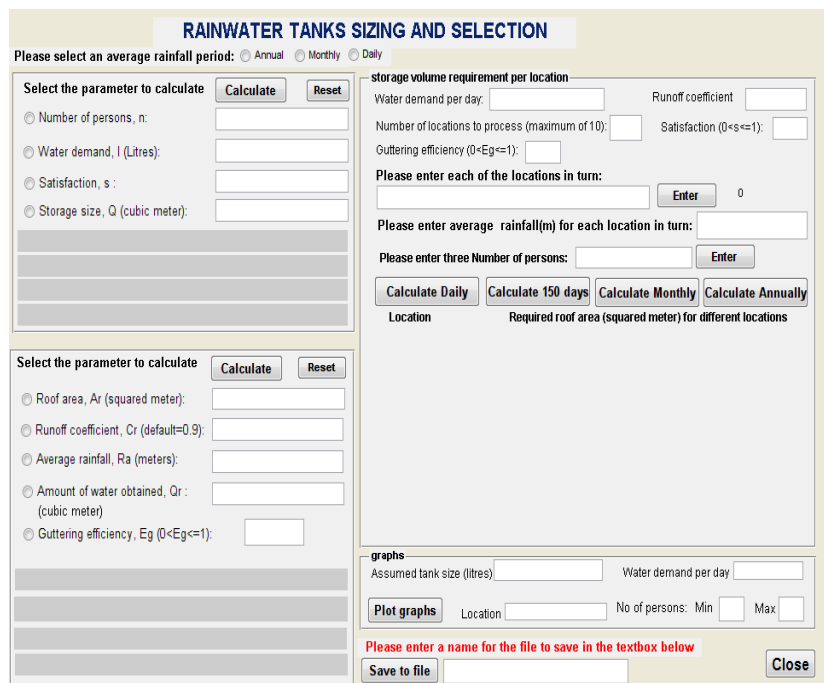 RAINWATER TANKS SIZING AND SELECTION
Please select an average rainfall period: Annual Monthly Daily
Select the parameter to calculate Calculate Reset
Number of persons, n:
Water demand, l (Litres):
Satisfaction, s :
Storage size, Q (cubic meter):
Select the parameter to calculate Calculate Reset
Roof area, Ar (squared meter):
Runoff coefficient, Cr (default=0.9):
Average rainfall, Ra (meters):
Amount of water obtained, Qr :
(cubic meter)
Guttering efficiency, Eg (0<Eg<=1):
storage volume requirement per location
Water demand per day: Runoff coefficient
Number of locations to process (maximum of 10): Satisfaction (0<s<=1):
Guttering efficiency (0<Eg<=1):
Please enter each of the locations in turn:
Enter 0
Please enter average rainfall(m) for each location in turn:
Please enter three Number of persons: Enter
Calculate Daily Calculate 150 days Calculate Monthly Calculate Annually
Location Required roof area (squared meter) for different locations
graphs
Assumed tank size (litres) Water demand per day
Plot graphs Location No of persons: Min Max
Please enter a name for the file to save in the textbox below
Save to file Close